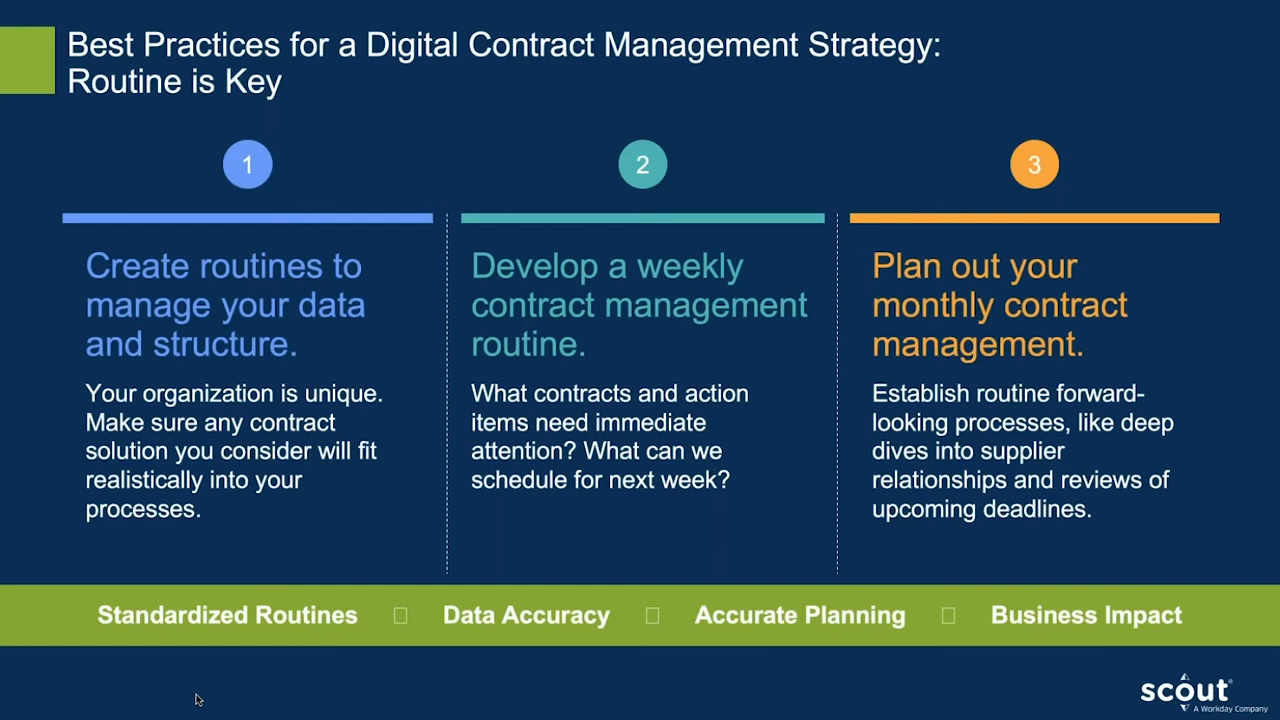 Best Practices for a Digital Contract Management Strategy:
Routine is Key
1
2
3
Create routines to
manage your data
and structure.
Your organization is unique.
Make sure any contract
solution you consider will fit
realistically into your
processes.
Develop a weekly
contract management
routine.
What contracts and action
items need immediate
attention? What can we
schedule for next week?
Plan out your
monthly contract
management.
Establish routine forward-
looking processes, like deep
dives into supplier
relationships and reviews of
upcoming deadlines.
Standardized Routines Data Accuracy Accurate Planning Business Impact
scout®
A Workday Company